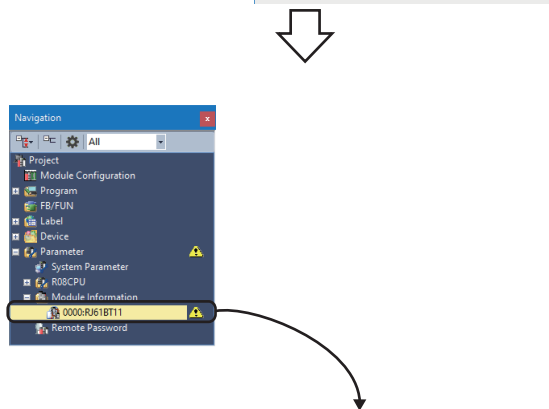 Navigation
All
Project
Module Configuration
Program
FB/FUN
Label
Device
Parameter
System Parameter
R08CPU
Module Information
0000:RJ61BT11
Remote Password